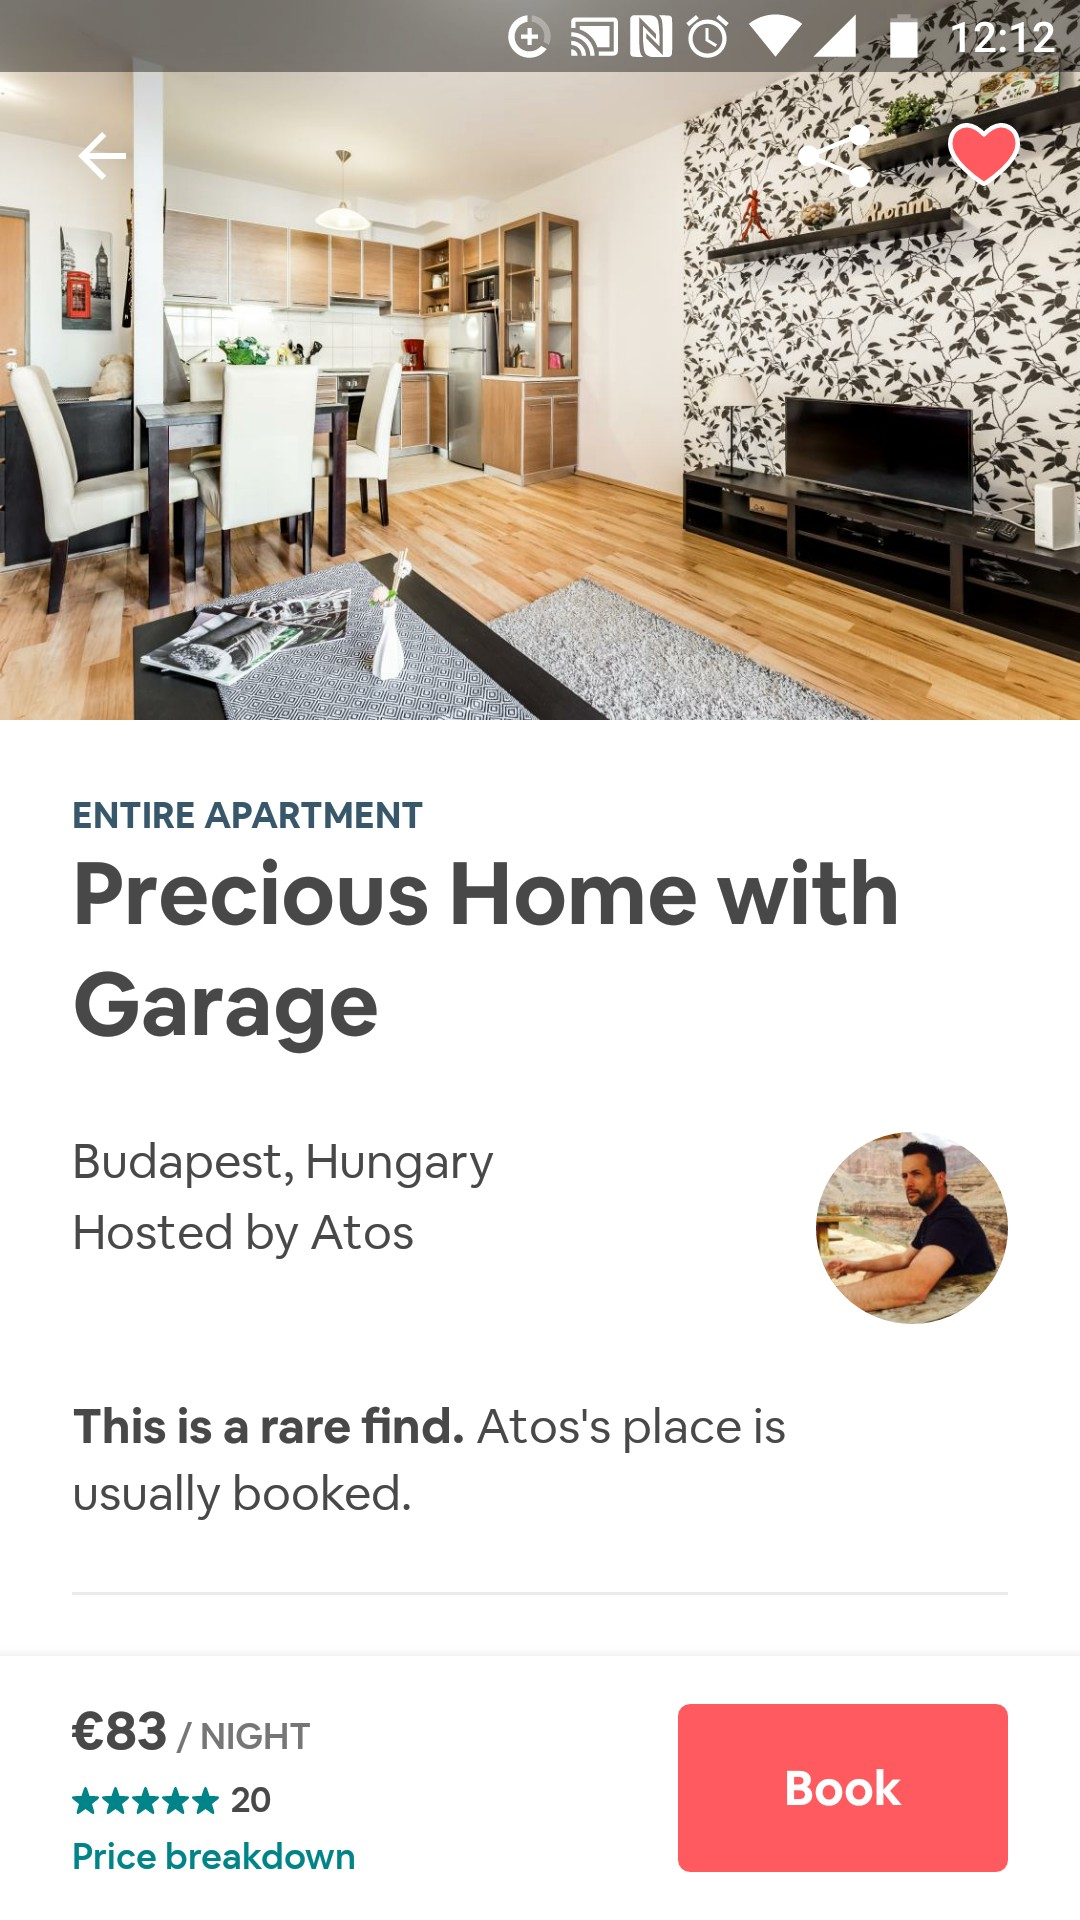 12:12
ENTIRE APARTMENT
Precious Home with
Garage
Budapest, Hungary
Hosted by Atos
This is a rare find. Atos's place is
usually booked.
€83 / NIGHT
20
Price breakdown
Book